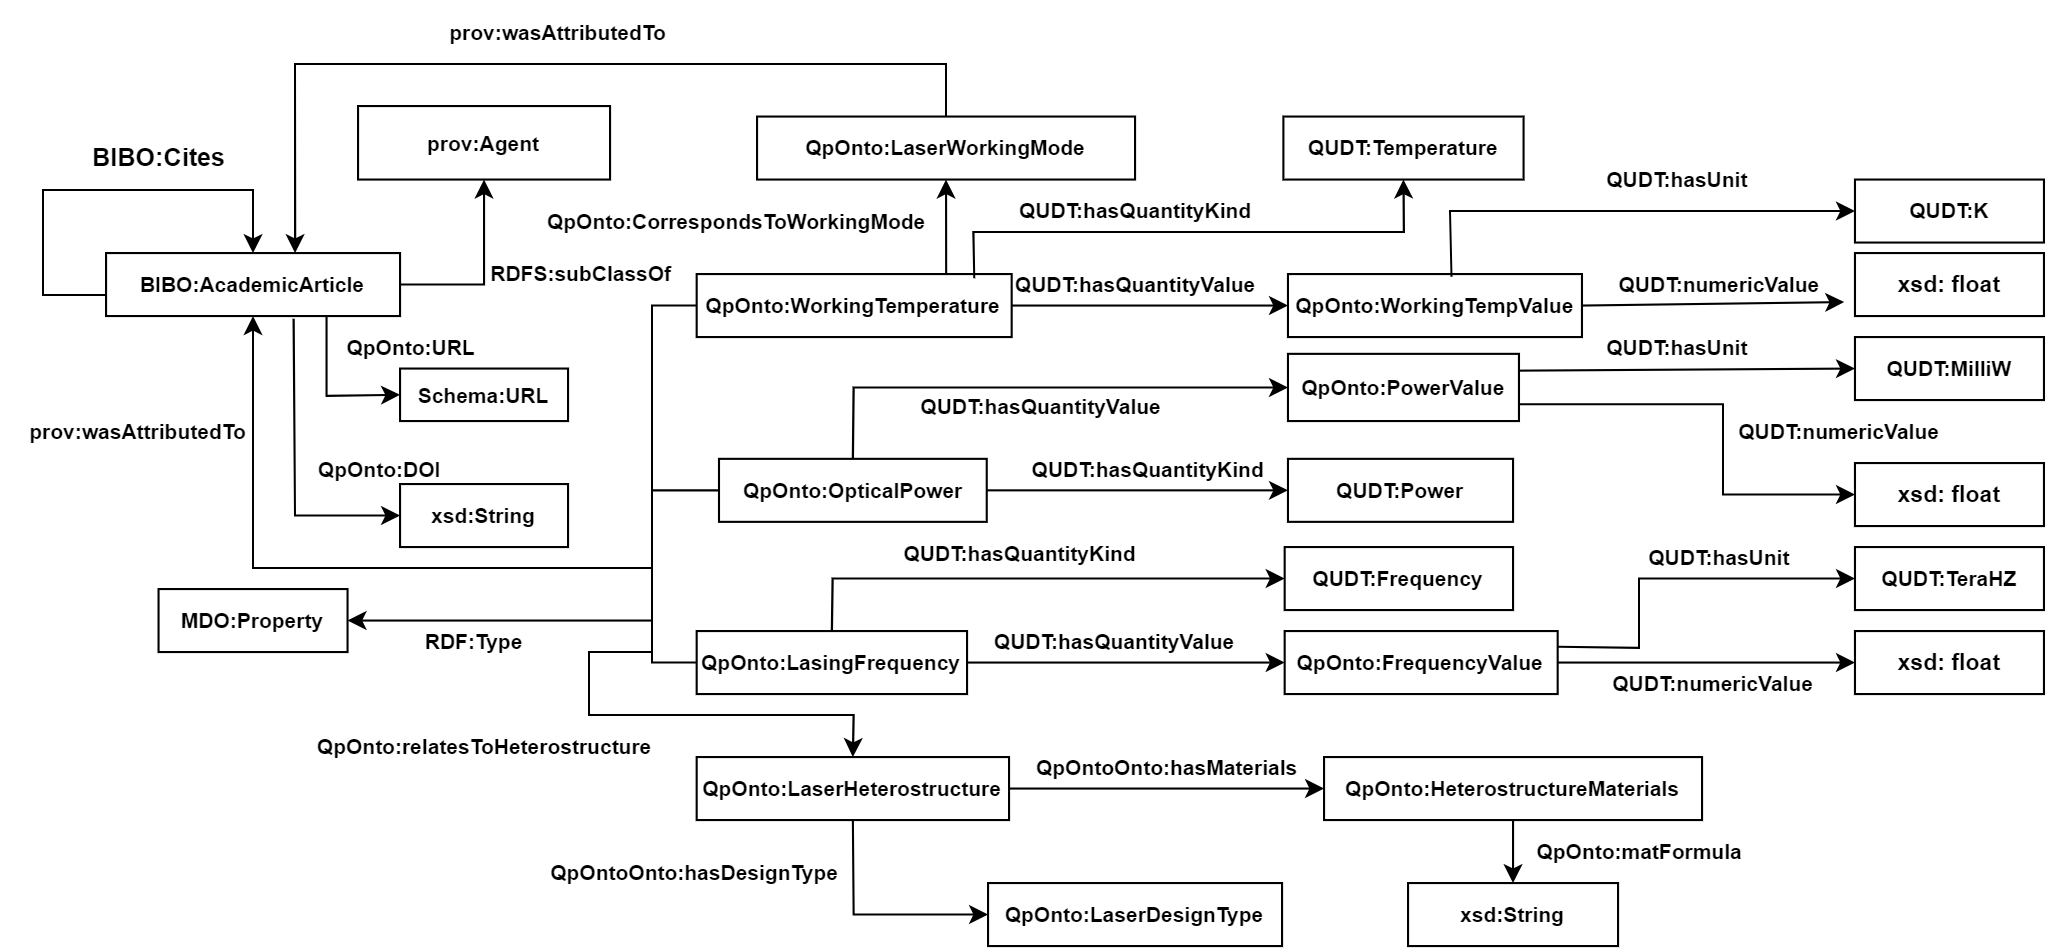 prov:wasAttributedTo
prov:Agent
QpOnto:LaserWorkingMode
QUDT:Temperature
BIBO:Cites
QUDT:hasUnit
QpOnto:CorrespondsToWorkingMode
QUDT:hasQuantityKind
QUDT:K
BIBO:AcademicArticle
RDFS:subClassOf
QpOnto:WorkingTemperature
QUDT:hasQuantityValue
QpOnto:WorkingTempValue
QUDT:numericValue
xsd: float
QpOnto:URL
QUDT:hasUnit
QUDT:MilliW
Schema:URL
QUDT:hasQuantityValue
QpOnto:PowerValue
prov:wasAttributedTo
QUDT:numericValue
QpOnto:DOI
QpOnto:OpticalPower
QUDT:hasQuantityKind
QUDT:Power
xsd: float
xsd:String
QUDT:hasQuantityKind
QUDT:Frequency
QUDT:hasUnit
QUDT:TeraHZ
MDO:Property
RDF:Type
QpOnto:LasingFrequency
QUDT:hasQuantityValue
QpOnto:FrequencyValue
QUDT:numericValue
xsd: float
QpOnto:relatesToHeterostructure
QpOnto:LaserHeterostructure
QpOntoOnto:hasMaterials
QpOnto:HeterostructureMaterials
QpOntoOnto:hasDesignType
QpOnto:matFormula
QpOnto:LaserDesignType
xsd:String